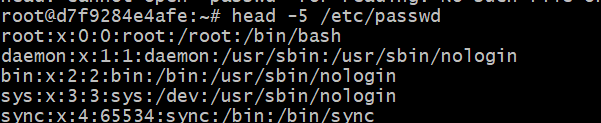 root@d7f9284e4afe:~# head -5 /etc/passwd
root:x:0:0:root:/root:/bin/bash
daemon:x:1:1:daemon:/usr/sbin:/usr/sbin/nologin
bin:x:2:2:bin:/bin:/usr/sbin/nologin
sys:x:3:3:sys:/dev:/usr/sbin/nologin
sync:x:4:65534:sync:/bin:/bin/sync